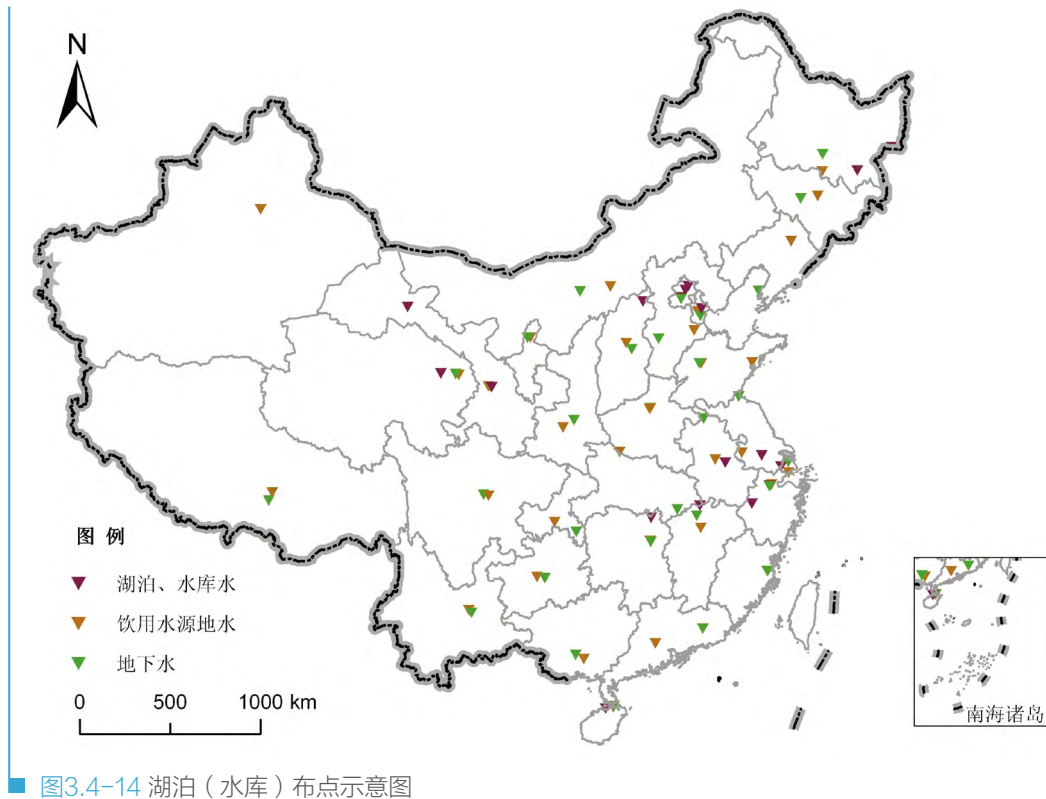 N
图 例
湖泊、水库水
饮用水源地水
地下水
0 500 1000 km
南海诸岛
图3.4-14 湖泊（水库）布点示意图